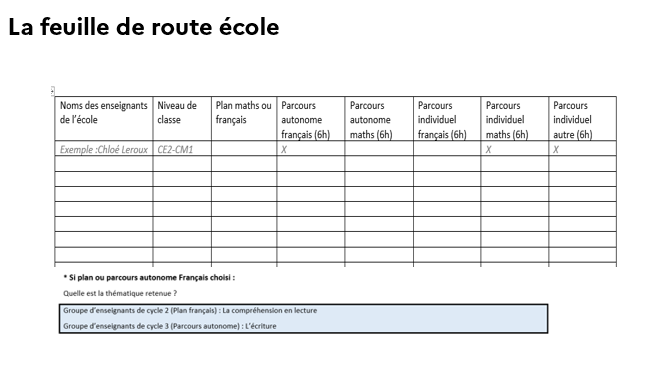 La feuille de route école
Noms des enseignants de l'école Niveau de classe Plan maths ou français Parcours autonome français (6h) Parcours autonome maths (6h) Parcours individuel français (6h) Parcours individuel maths (6h) Parcours individuel autre (6h)
Exemple :Chloé Leroux CE2-CM1 X X X
* Si plan ou parcours autonome Français choisi :
Quelle est la thématique retenue ?
Groupe d'enseignants de cycle 2 (Plan français) : La compréhension en lecture
Groupe d'enseignants de cycle 3 (Parcours autonome) : L'écriture